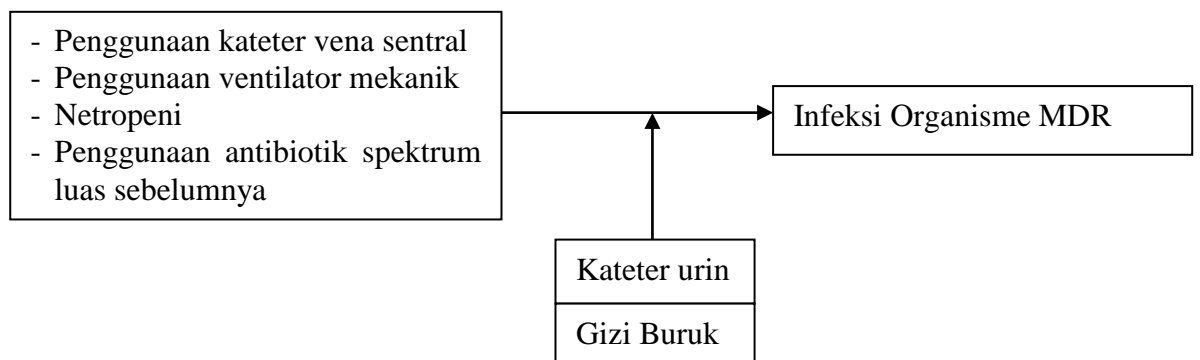 - Penggunaan kateter vena sentral
- Penggunaan ventilator mekanik
- Netropeni
- Penggunaan antibiotik spektrum
luas sebelumnya
Infeksi Organisme MDR
Kateter urin
Gizi Buruk